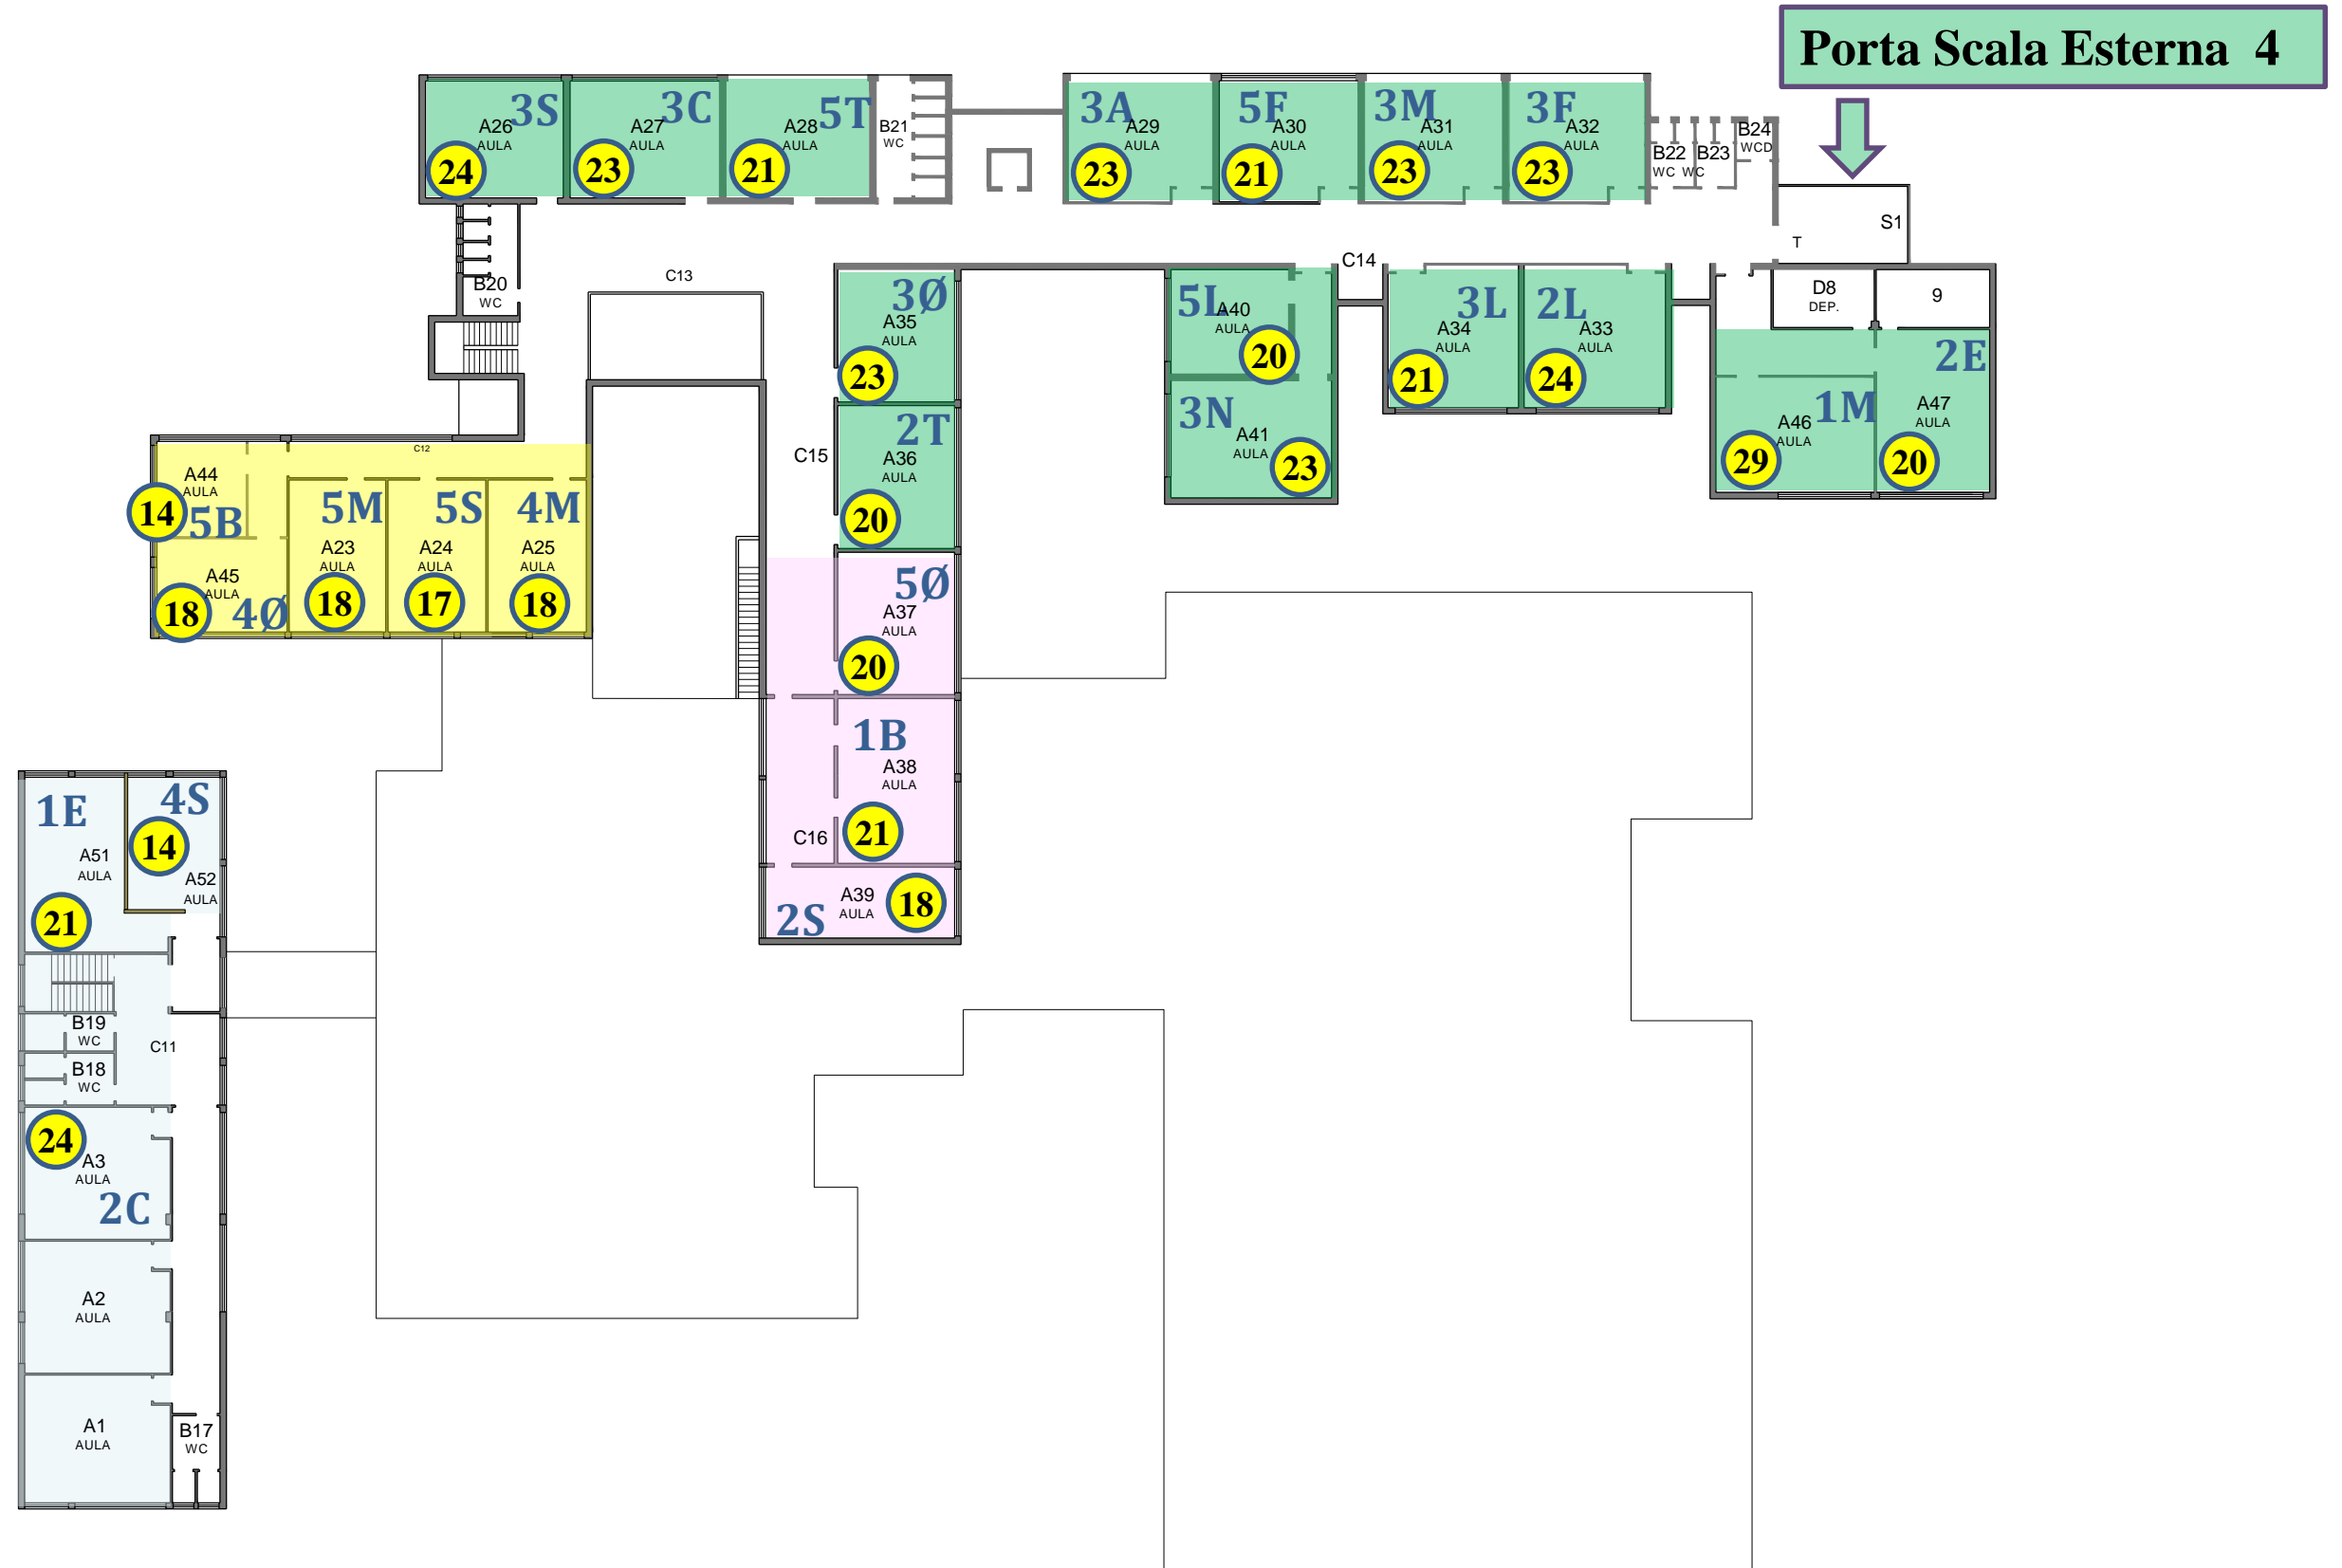 Porta Scala Esterna 4
3S
A26
AULA
24
3C
A27
AULA
23
5T
A28
AULA
21
B21
WC
3A
A29
AULA
23
5F
A30
AULA
21
3M
A31
AULA
23
3F
A32
AULA
23
B22
WC
B23
WC
B24
WCD
S1
T
B20
WC
C13
3Ø
A35
AULA
23
C14
5L
A40
AULA
20
3L
A34
AULA
21
2L
A33
AULA
24
D8
DEP.
9
2E
A47
AULA
20
1M
A46
AULA
29
3N
A41
AULA
23
2T
A36
AULA
20
C15
C12
A44
AULA
14
5B
A45
AULA
18
4Ø
5M
A23
AULA
18
5S
A24
AULA
17
4M
A25
AULA
18
5Ø
A37
AULA
20
1B
A38
AULA
21
C16
A39
AULA
18
2S
1E
A51
AULA
21
4S
14
A52
AULA
B19
WC
C11
B18
WC
24
A3
AULA
2C
A2
AULA
A1
AULA
B17
WC